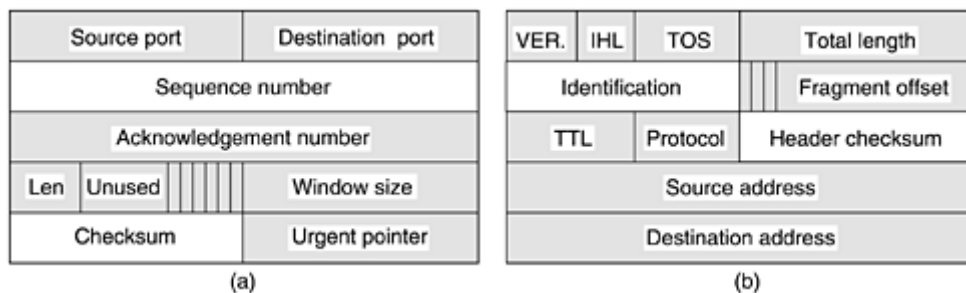 Source port Destination port
Sequence number
Acknowledgement number
Len Unused Window size
Checksum Urgent pointer
(a)
VER. IHL TOS Total length
Identification Fragment offset
TTL Protocol Header checksum
Source address
Destination address
(b)